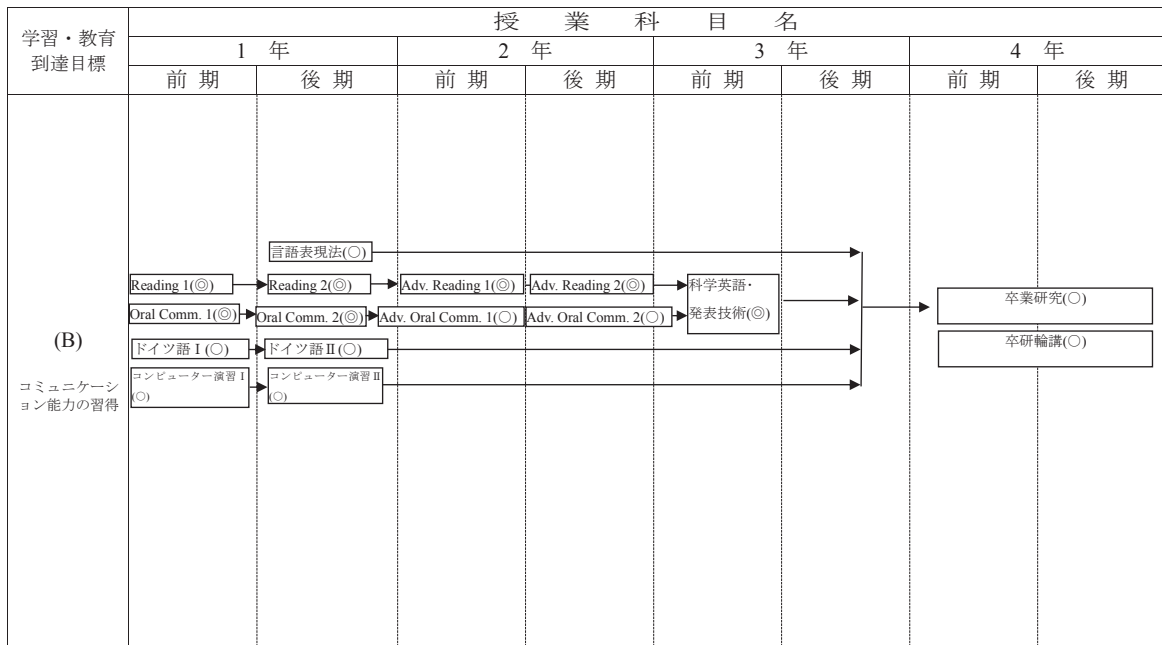 授 業 科 目 名
学習・教育
到達目標
1 年
2 年
3 年
4 年
前 期
後 期
前 期
後 期
前 期
後 期
前 期
後 期
言語表現法(○)
Reading 1(◎)
Reading 2(◎)
Adv. Reading 1(◎)
Adv. Reading 2(◎)
科学英語・
発表技術(◎)
Oral Comm. 1(◎)
Oral Comm. 2(◎)
Adv. Oral Comm. 1(○)
Adv. Oral Comm. 2(○)
卒業研究(○)
卒研輪講(○)
(B)
コミュニケーシ
ョン能力の習得
ドイツ語Ⅰ(○)
ドイツ語Ⅱ(○)
コンピューター演習Ⅰ
(○)
コンピューター演習Ⅱ
(○)